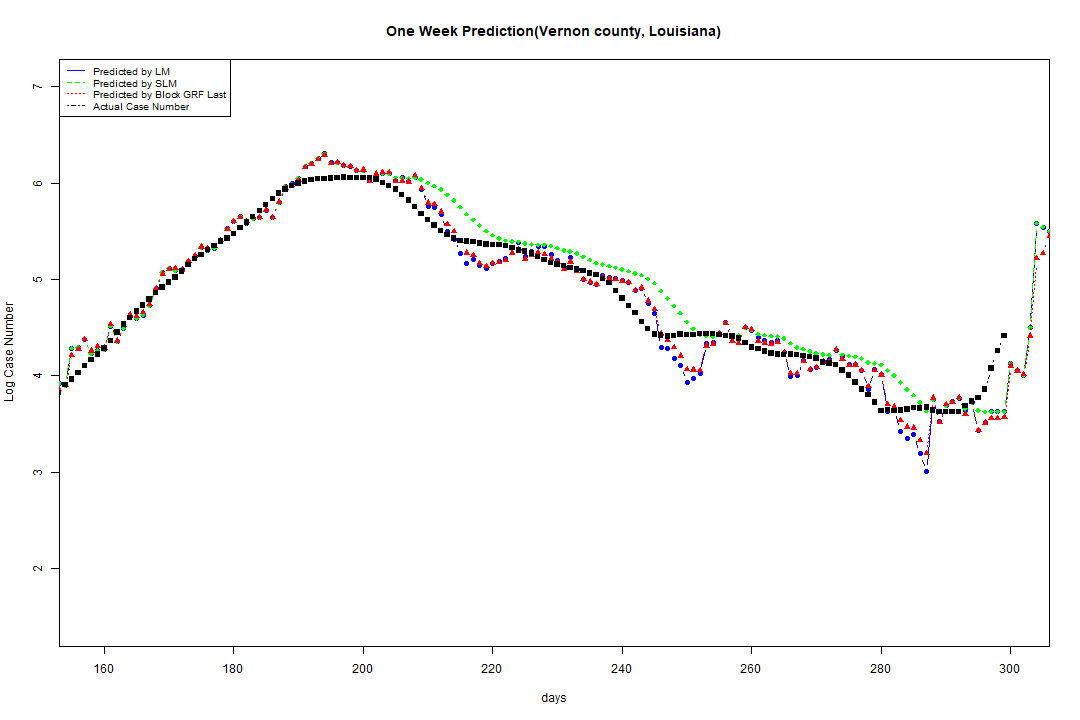 One Week Prediction(Vernon county, Louisiana)
Predicted by LM
Predicted by SLM
Predicted by Block GRF Last
Actual Case Number
7
6
5
4
3
2
Log Case Number
160 180 200 220 240 260 280 300
days